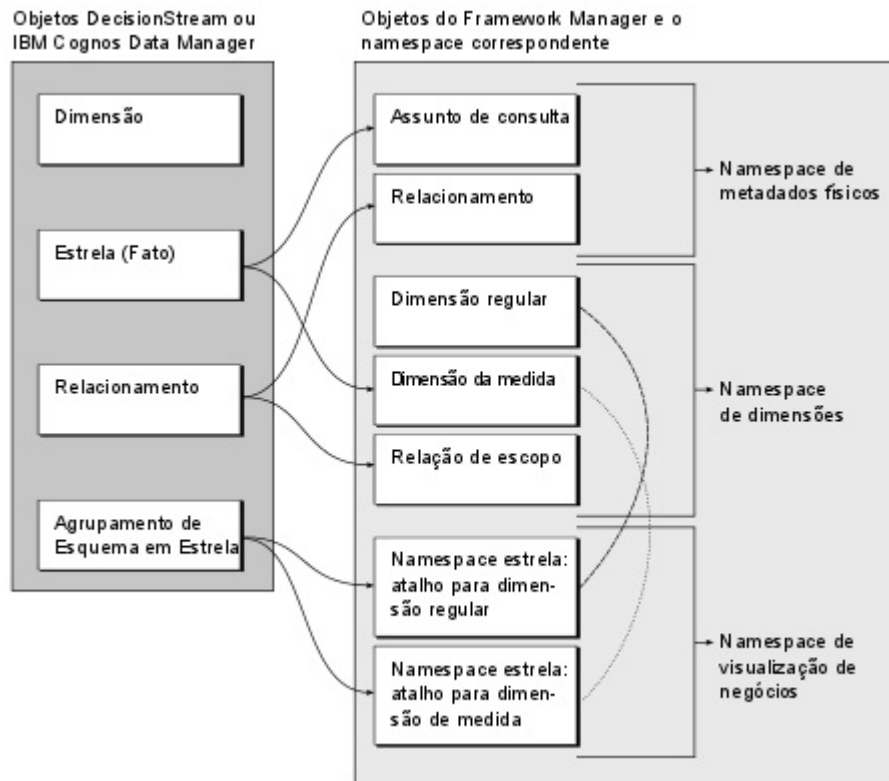 Objetos DecisionStream ou
IBM Cognos Data Manager
Dimensão
Estrela (Fato)
Relacionamento
Agrupamento de
Esquema em Estrela
Objetos do Framework Manager e o
namespace correspondente
Assunto de consulta
Relacionamento
Dimensão regular
Dimensão da medida
Relação de escopo
Namespace estrela:
atalho para dimen-
são regular
Namespace estrela:
atalho para dimen-
são de medida
Namespace de
metadados físicos
Namespace
de dimensões
Namespace de
visualização de
negócios